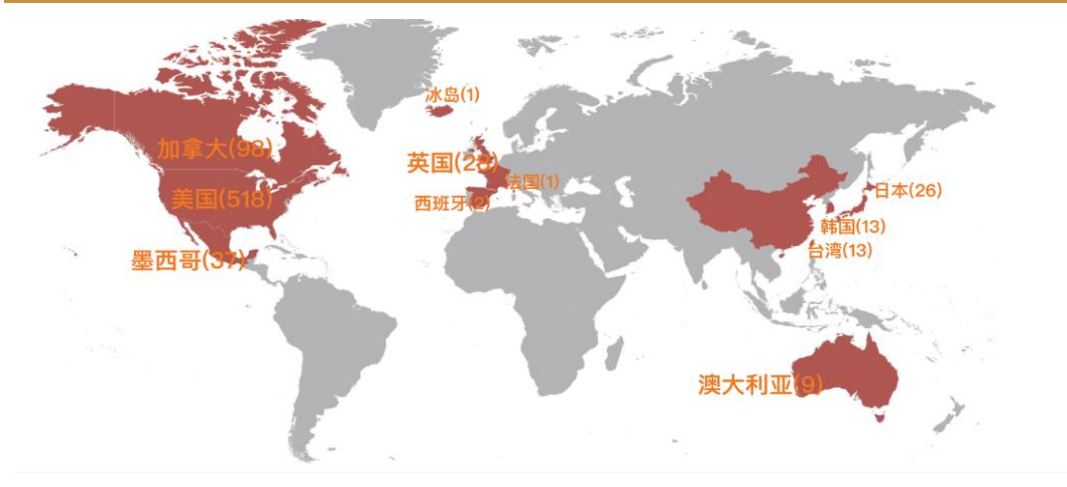 冰岛(1)
加拿大(98)
英国(28)
法国(1)
美国(518)
西班牙(2)
日本(26)
韩国(13)
台湾(13)
墨西哥(37)
澳大利亚(9)